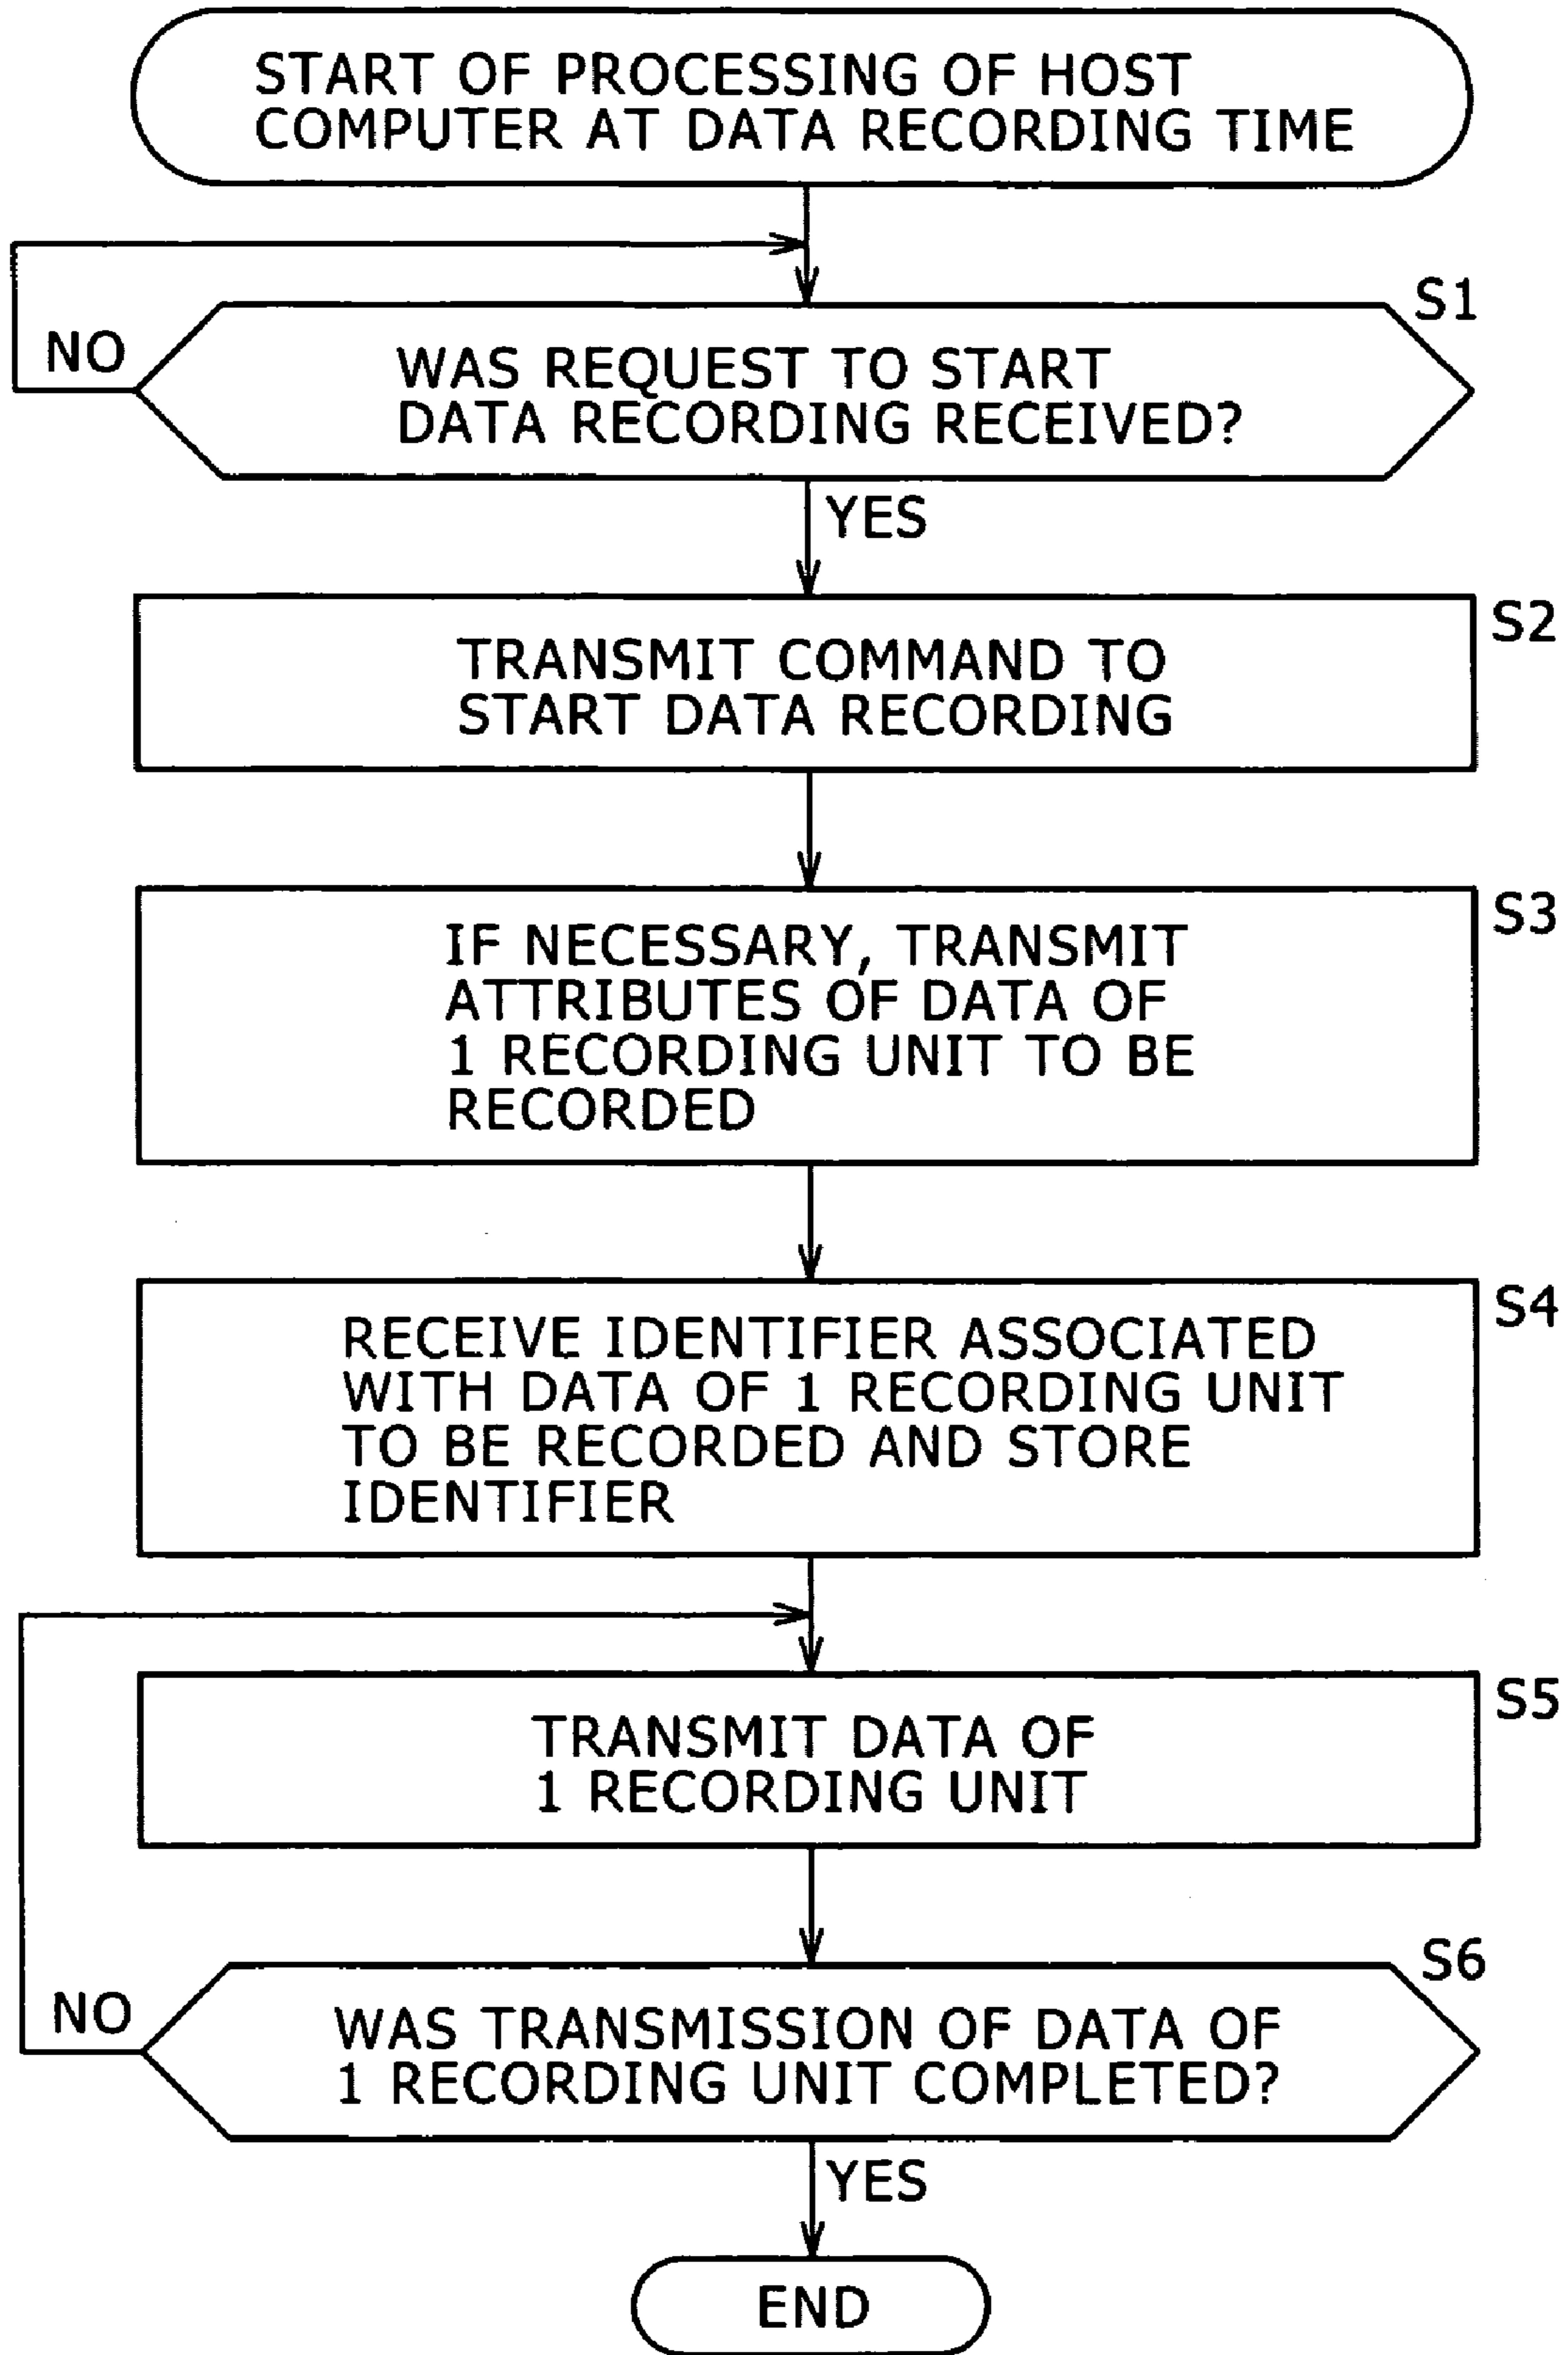 START OF PROCESSING OF HOST
COMPUTER AT DATA RECORDING TIME
S1
NO
WAS REQUEST TO START
DATA RECORDING RECEIVED?
YES
S2
TRANSMIT COMMAND TO
START DATA RECORDING
S3
IF NECESSARY, TRANSMIT
ATTRIBUTES OF DATA OF
1 RECORDING UNIT TO BE
RECORDED
S4
RECEIVE IDENTIFIER ASSOCIATED
WITH DATA OF 1 RECORDING UNIT
TO BE RECORDED AND STORE
IDENTIFIER
S5
TRANSMIT DATA OF
1 RECORDING UNIT
S6
NO
WAS TRANSMISSION OF DATA OF
1 RECORDING UNIT COMPLETED?
YES
END